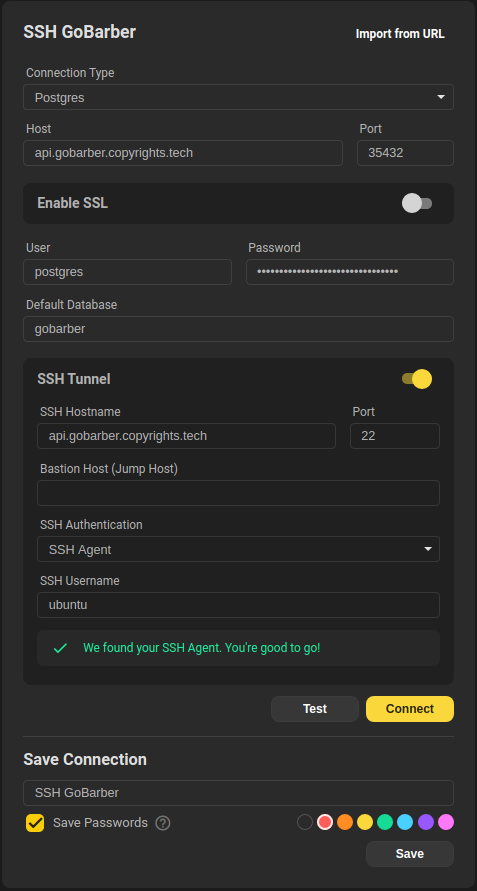 SSH GoBarber
Import from URL
Connection Type
Postgres
Host
Port
api.gobarber.copyrights.tech
35432
Enable SSL
User
Password
postgres
••••••••••••••••••••••••••••••••
Default Database
gobarber
SSH Tunnel
SSH Hostname
Port
api.gobarber.copyrights.tech
22
Bastion Host (Jump Host)
SSH Authentication
SSH Agent
SSH Username
ubuntu
We found your SSH Agent. You're good to go!
Test
Connect
Save Connection
SSH GoBarber
Save Passwords ?
Save